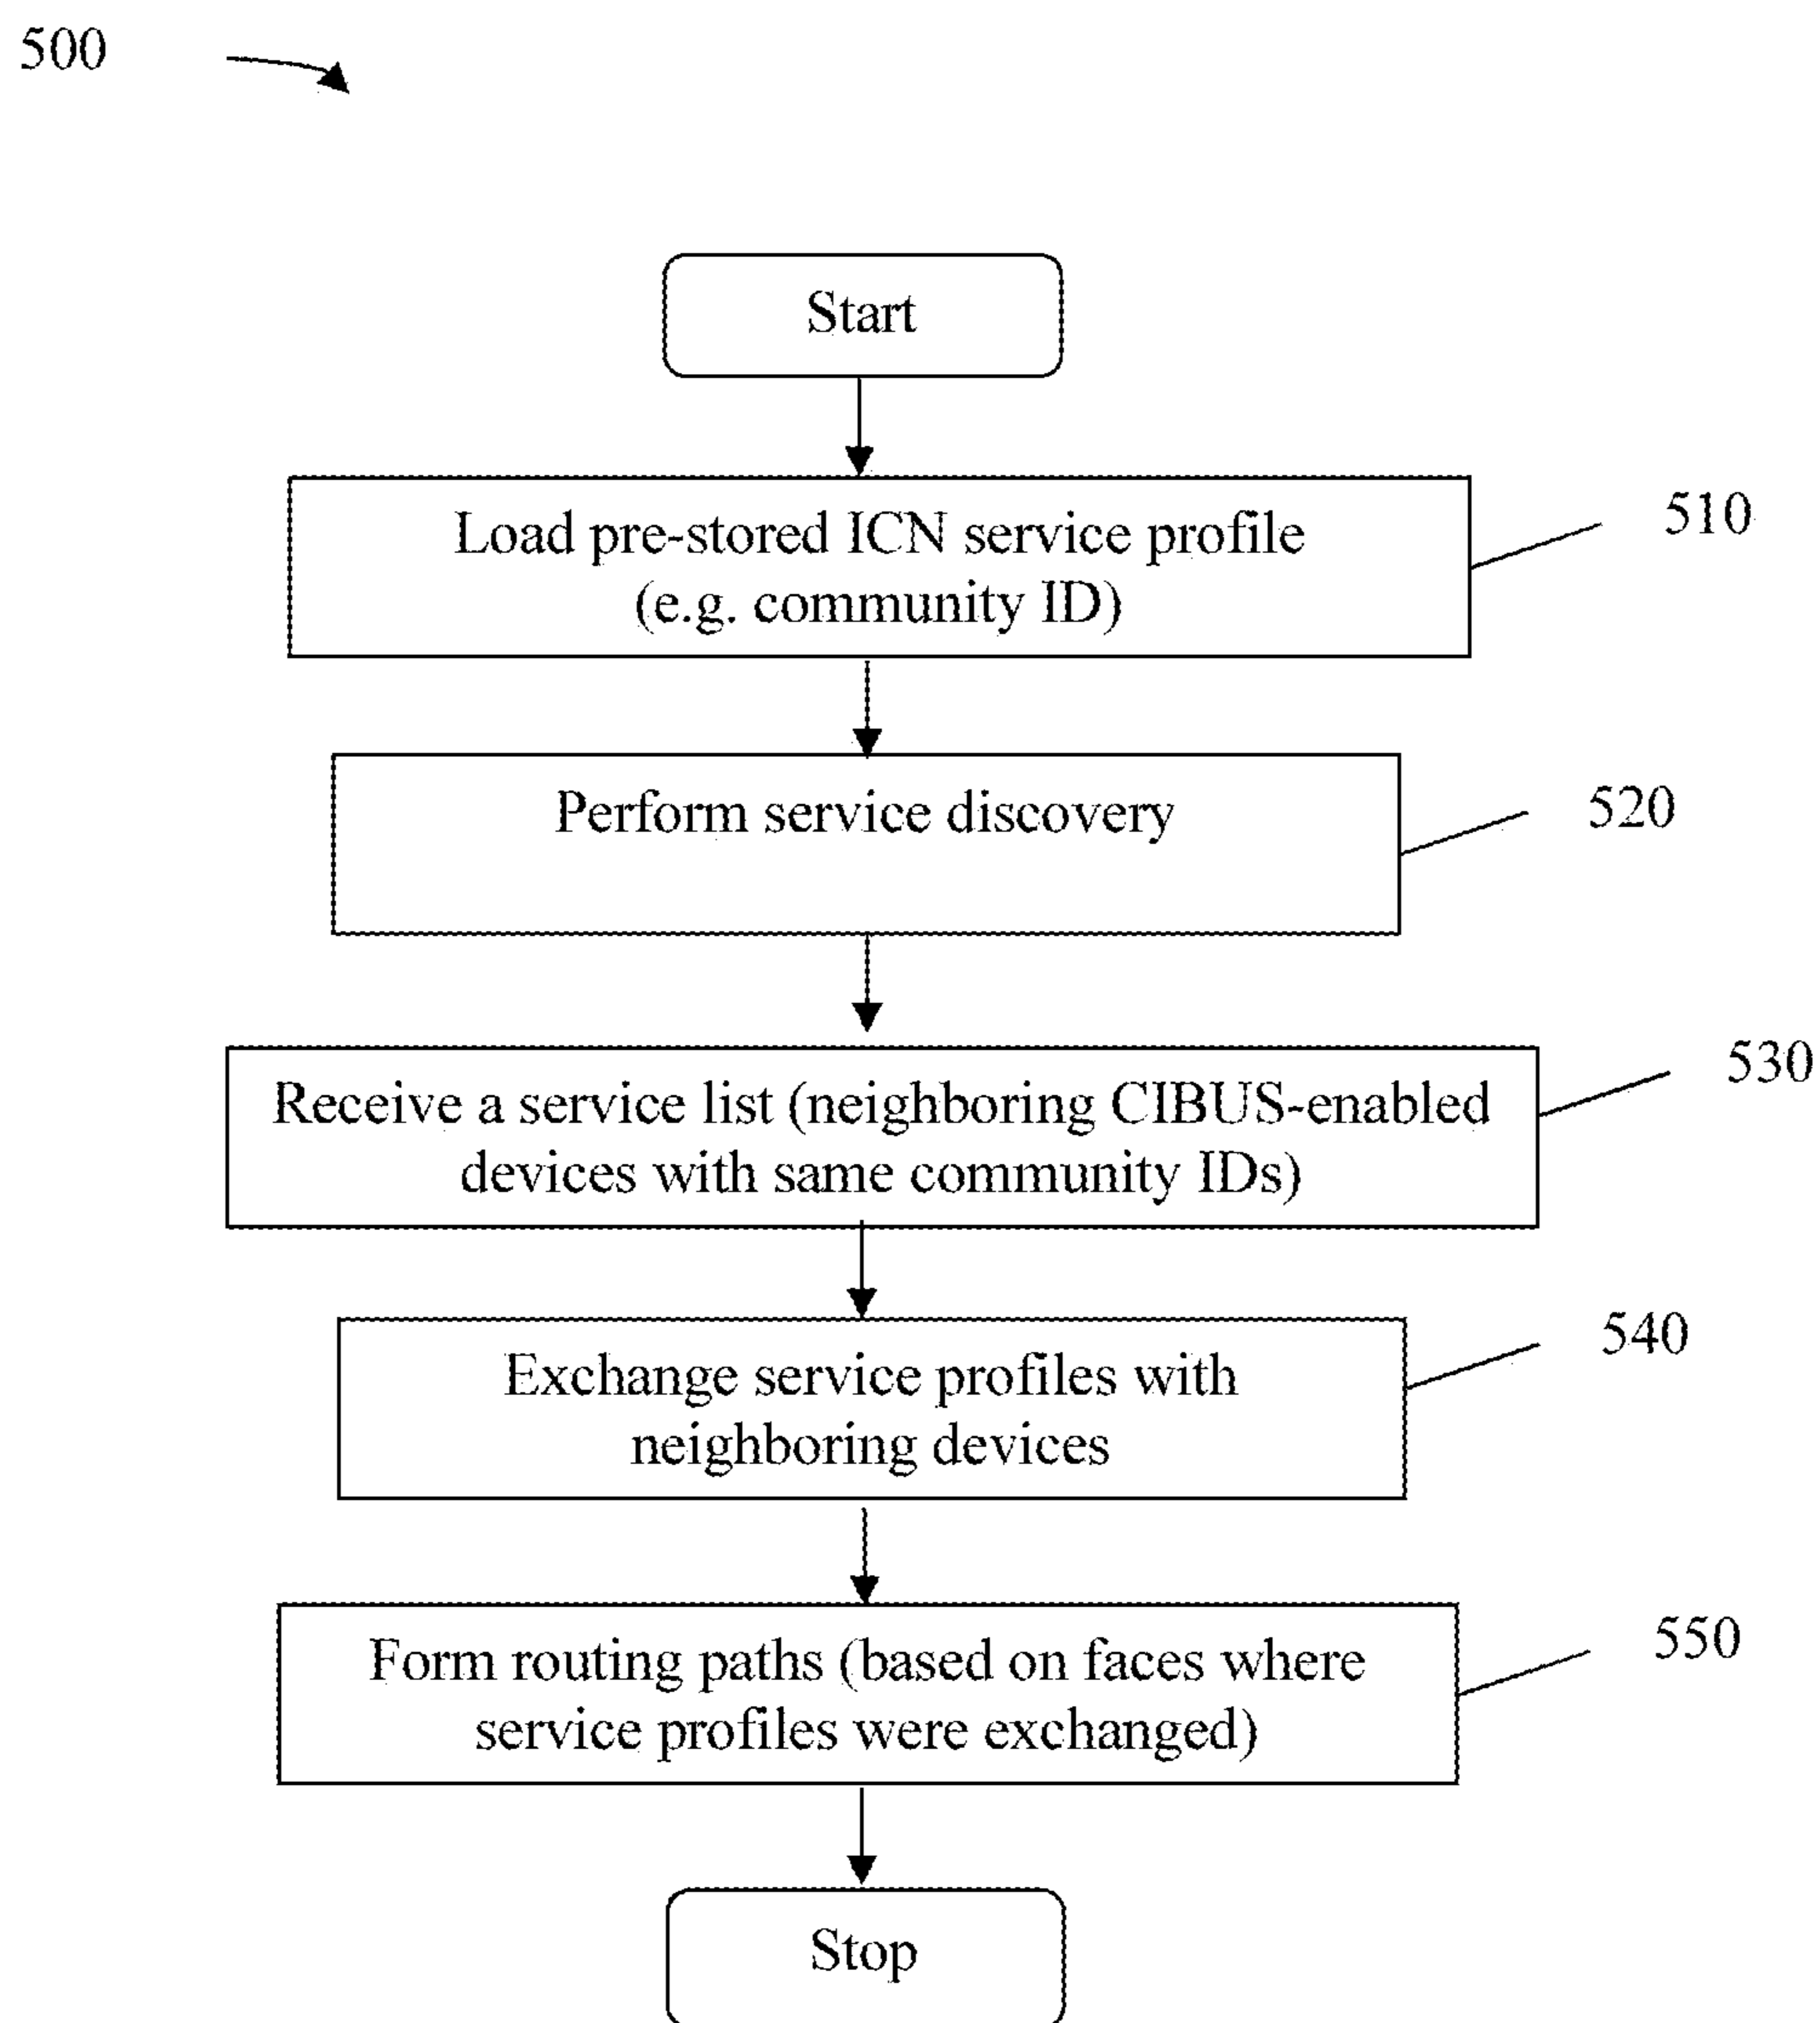 500
Start
Load pre-stored ICN service profile
(e.g. community ID)
510
Perform service discovery
520
Receive a service list (neighboring CIBUS-enabled
devices with same community IDs)
530
Exchange service profiles with
neighboring devices
540
Form routing paths (based on faces where
service profiles were exchanged)
550
Stop